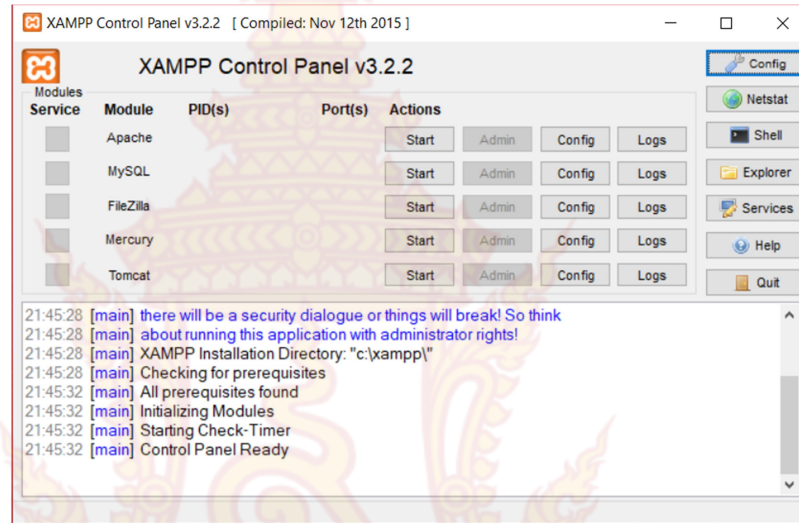 XAMPP Control Panel v3.2.2 [ Compiled: Nov 12th 2015 ]
XAMPP Control Panel v3.2.2
Config
Modules
Service Module PID(s) Port(s) Actions
Netstat
Apache Start Admin Config Logs
Shell
MySQL Start Admin Config Logs
Explorer
FileZilla Start Admin Config Logs
Services
Mercury Start Admin Config Logs
Help
Tomcat Start Admin Config Logs
Quit
21:45:28 [main] there will be a security dialogue or things will break! So think
21:45:28 [main] about running this application with administrator rights!
21:45:28 [main] XAMPP Installation Directory: "c:\xampp\"
21:45:28 [main] Checking for prerequisites
21:45:32 [main] All prerequisites found
21:45:32 [main] Initializing Modules
21:45:32 [main] Starting Check-Timer
21:45:32 [main] Control Panel Ready